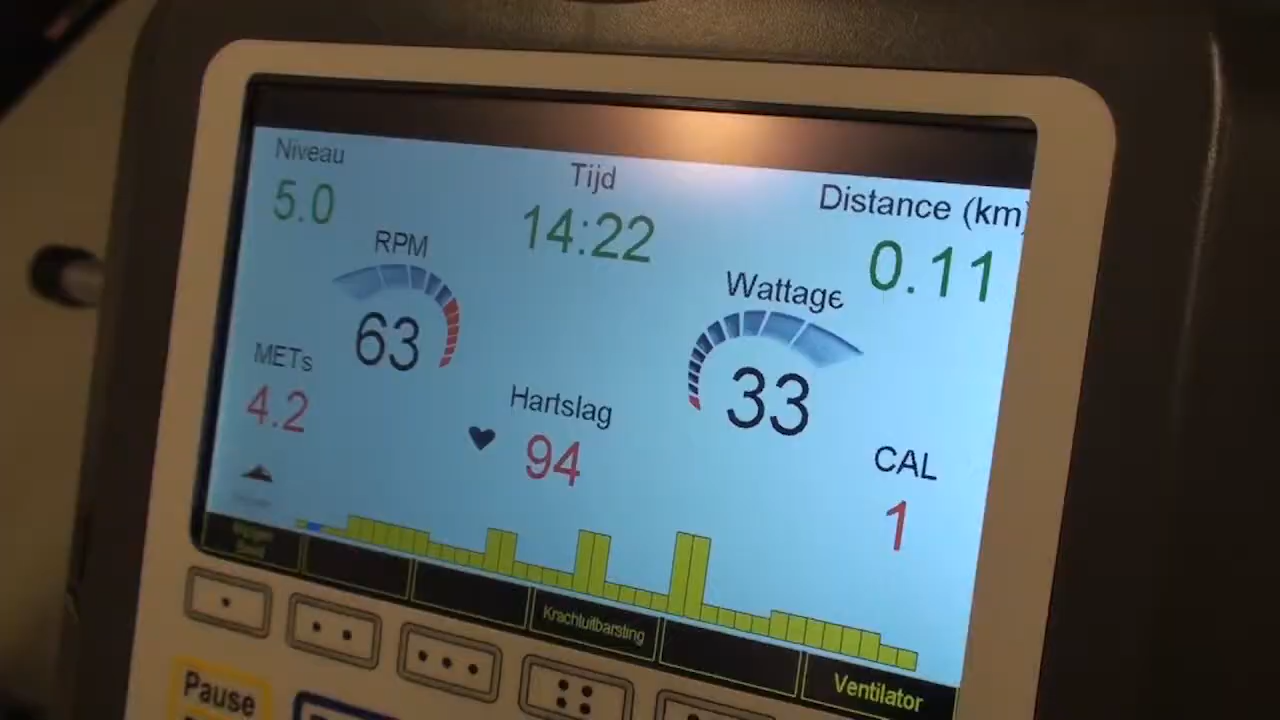 Niveau
Tijd
Distance (km)
5.0
14:22
0.11
RPM
63
Wattage
33
METs
4.2
Hartslag
94
CAL
1
Krachtuitbarsting
Ventilator
Pause